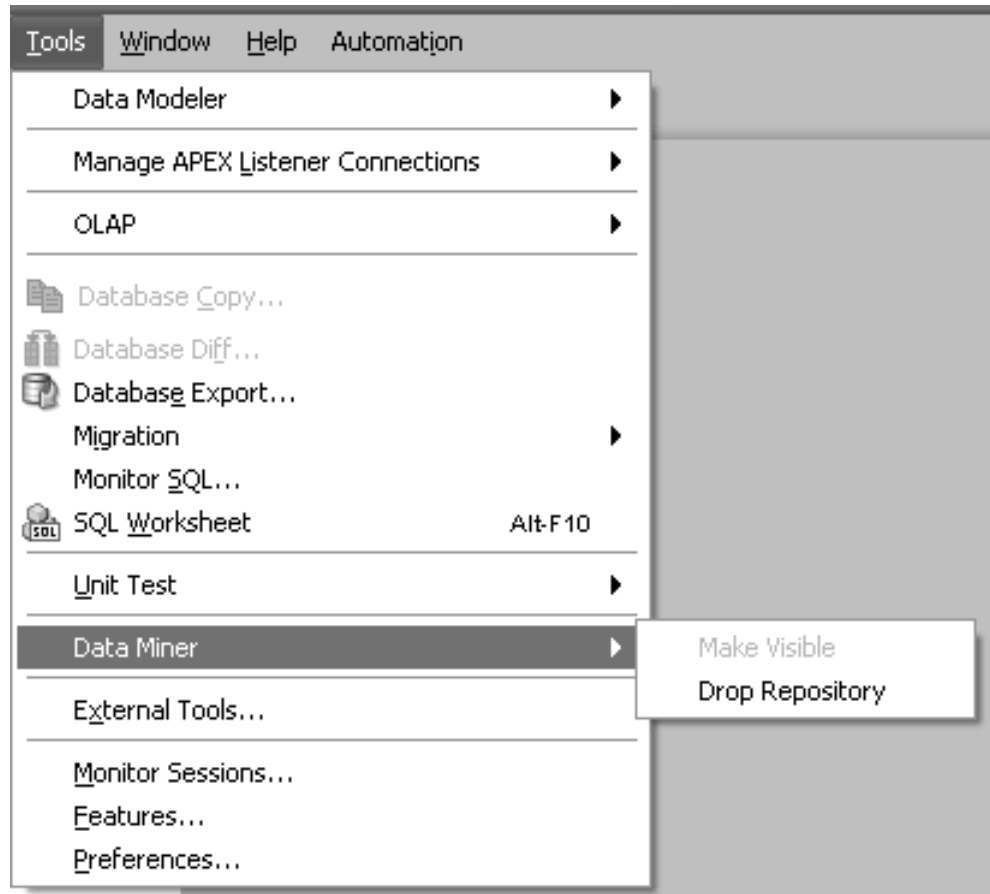 Tools Window Help Automation
Data Modeler
Manage APEX Listener Connections
OLAP
Database Copy...
Database Diff...
Database Export...
Migration
Monitor SQL...
SQL SQL Worksheet Alt-F10
Unit Test
Data Miner Make Visible
Drop Repository
External Tools...
Monitor Sessions...
Features...
Preferences...